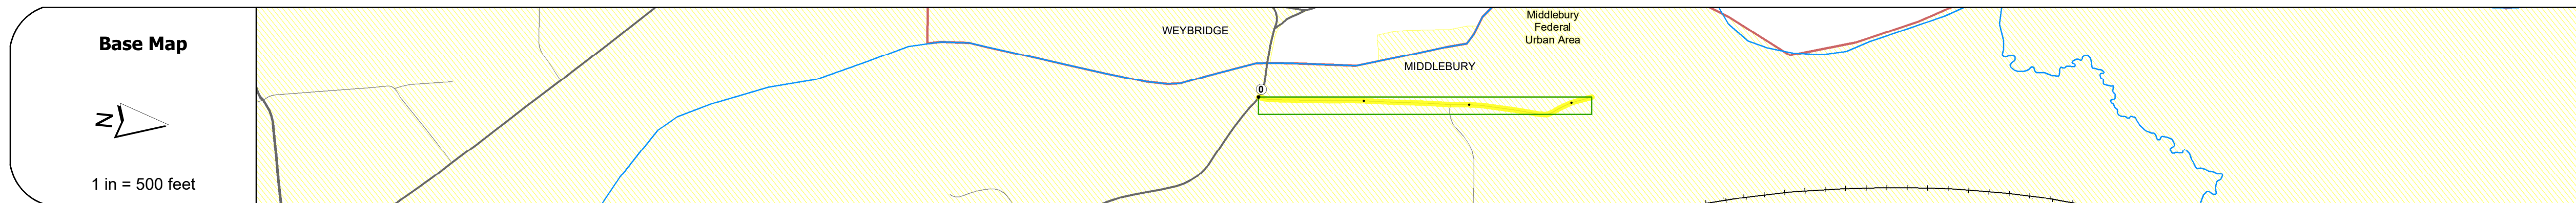 Base Map
N
1 in = 500 feet
WEYBRIDGE
0
MIDDLEBURY
Middlebury
Federal
Urban Area